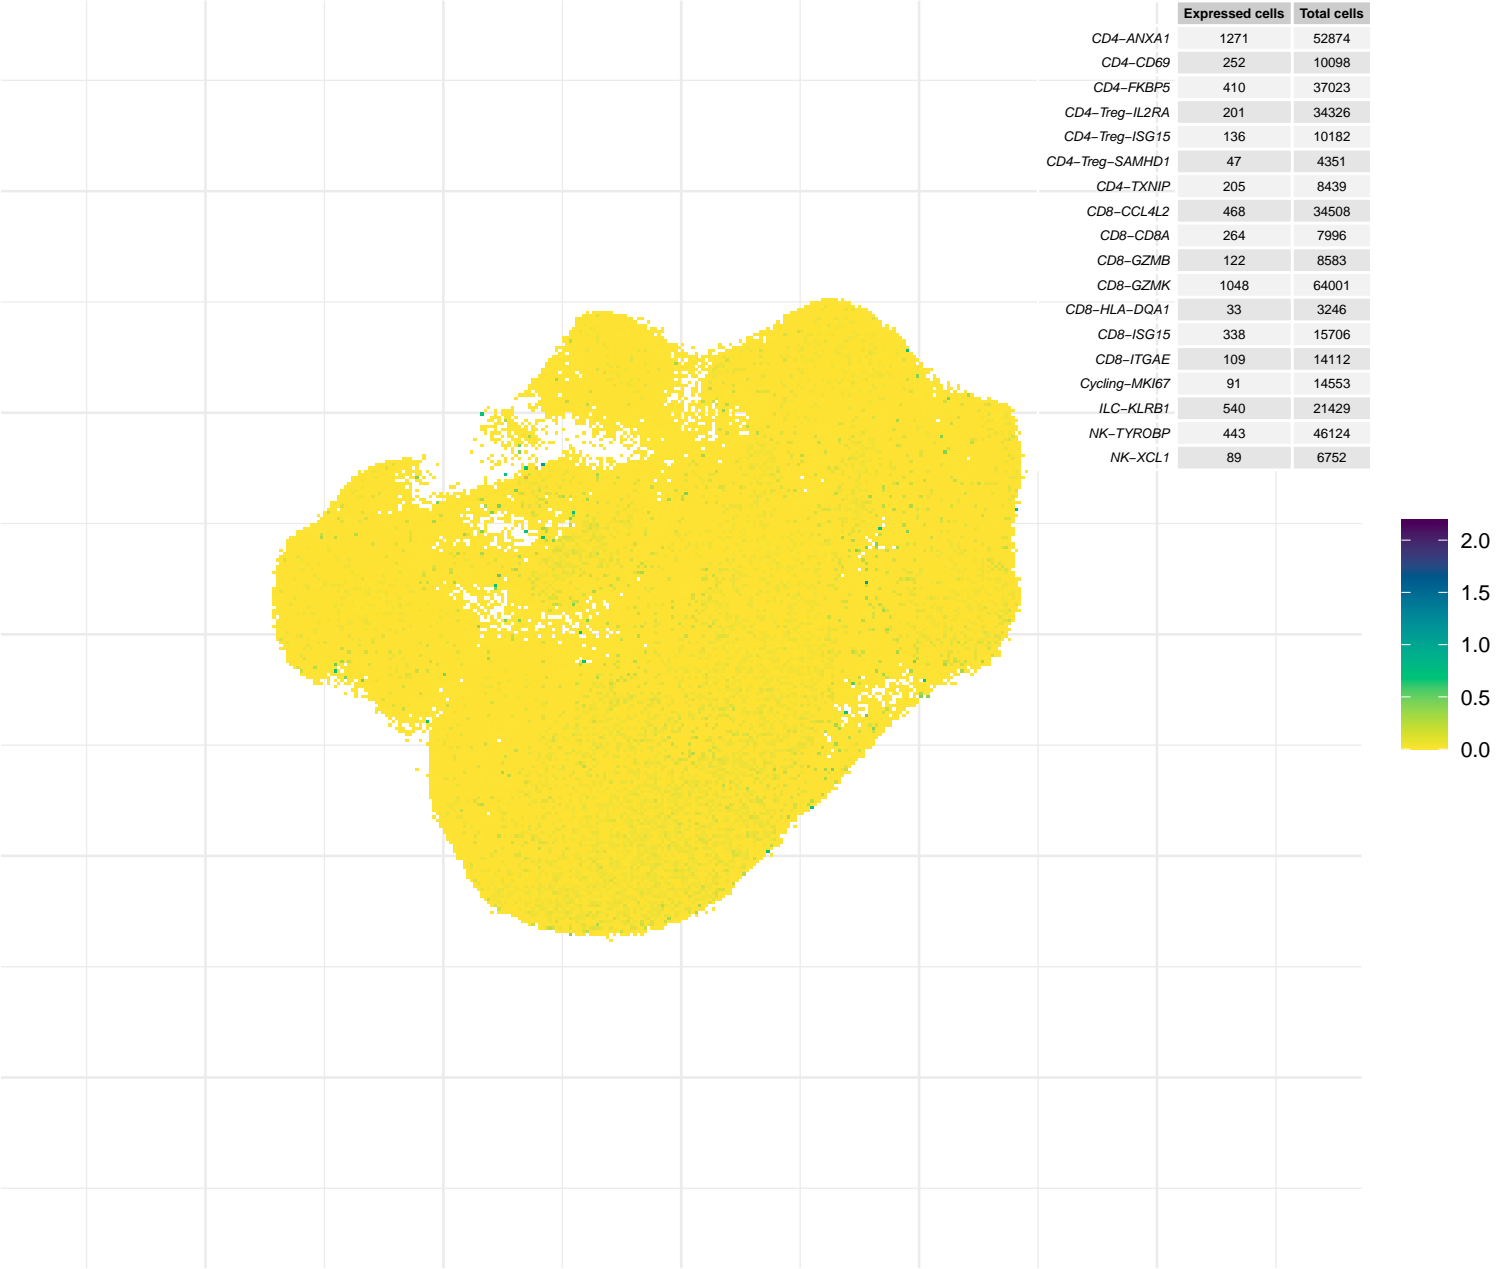 Expressed cells Total cells
CD4−ANXA1 1271 52874
CD4−CD69 252 10098
CD4−FKBP5 410 37023
CD4−Treg−IL2RA 201 34326
CD4−Treg−ISG15 136 10182
CD4−Treg−SAMHD1 47 4351
CD4−TXNIP 205 8439
CD8−CCL4L2 468 34508
CD8−CD8A 264 7996
CD8−GZMB 122 8583
CD8−GZMK 1048 64001
CD8−HLA−DQA1 33 3246
CD8−ISG15 338 15706
CD8−ITGAE 109 14112
Cycling−MKI67 91 14553
ILC−KLRB1 540 21429
NK−TYROBP 443 46124
NK−XCL1 89 6752
2.0
1.5
1.0
0.5
0.0